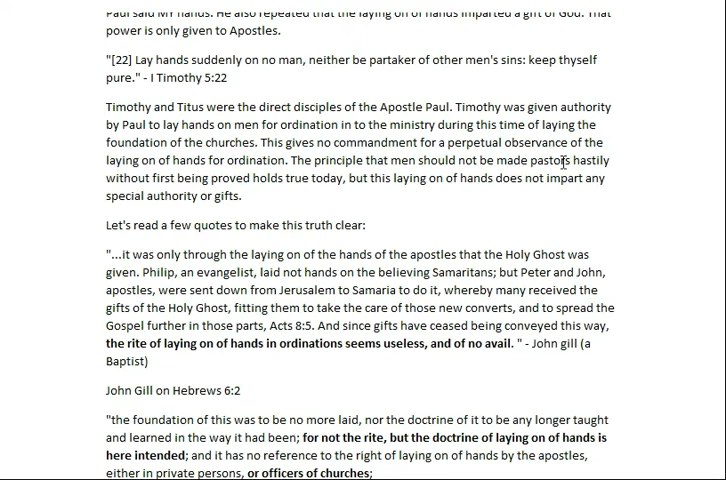 Paul said MY hands. He also repeated that the laying on of hands imparted a gift of God. That
power is only given to Apostles.
"[22] Lay hands suddenly on no man, neither be partaker of other men's sins: keep thyself
pure." - I Timothy 5:22
Timothy and Titus were the direct disciples of the Apostle Paul. Timothy was given authority
by Paul to lay hands on men for ordination in to the ministry during this time of laying the
foundation of the churches. This gives no commandment for a perpetual observance of the
laying on of hands for ordination. The principle that men should not be made pastors hastily
without first being proved holds true today, but this laying on of hands does not impart any
special authority or gifts.
Let's read a few quotes to make this truth clear:
"...it was only through the laying on of the hands of the apostles that the Holy Ghost was
given. Philip, an evangelist, laid not hands on the believing Samaritans; but Peter and John,
apostles, were sent down from Jerusalem to Samaria to do it, whereby many received the
gifts of the Holy Ghost, fitting them to take the care of those new converts, and to spread the
Gospel further in those parts, Acts 8:5. And since gifts have ceased being conveyed this way,
the rite of laying on of hands in ordinations seems useless, and of no avail. " - John gill (a
Baptist)
John Gill on Hebrews 6:2
"the foundation of this was to be no more laid, nor the doctrine of it to be any longer taught
and learned in the way it had been; for not the rite, but the doctrine of laying on of hands is
here intended; and it has no reference to the right of laying on of hands by the apostles,
either in private persons, or officers of churches;